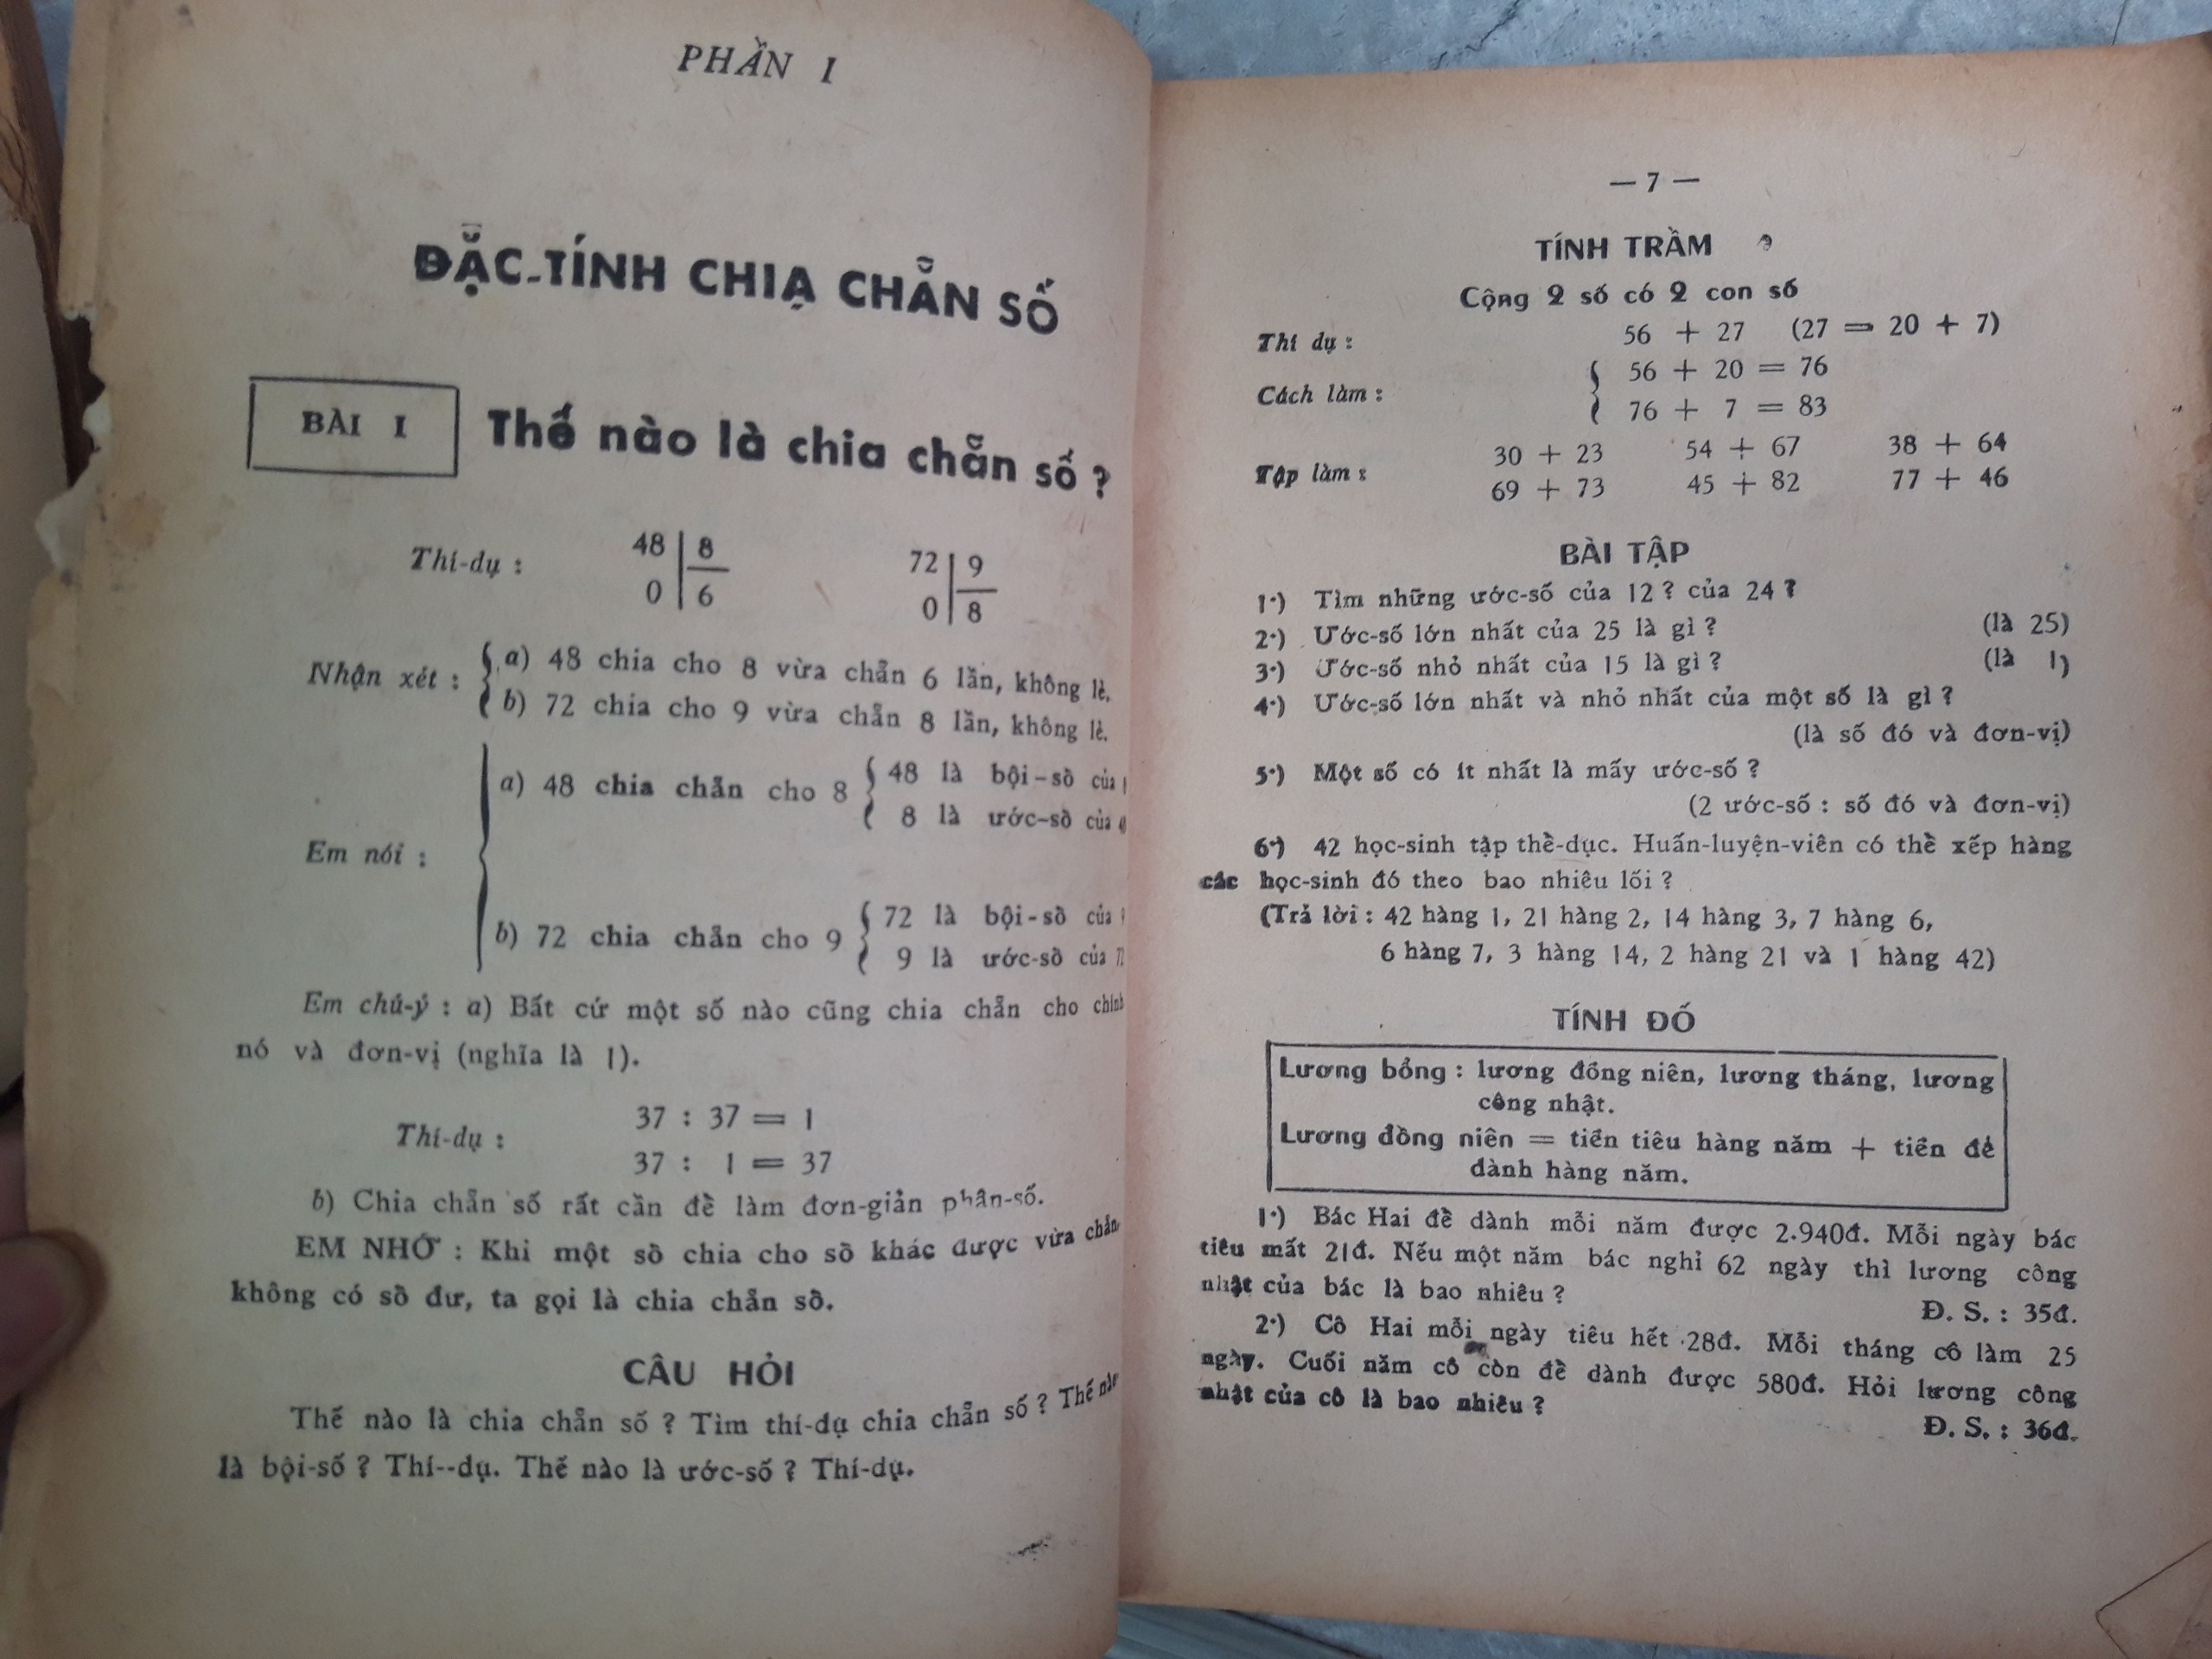 PHẦN I
ĐẶC-TÍNH CHIA CHẴN SỐ
BÀI I
Thế nào là chia chẵn số ?
Thí-dụ :
48 | 8
0 | 6
72 | 9
0 | 8
Nhận xét :
a) 48 chia cho 8 vừa chẵn 6 lần, không lẻ.
b) 72 chia cho 9 vừa chẵn 8 lần, không lẻ.
Em nói :
a) 48 chia chẵn cho 8
48 là bội-số của
8 là ước-số của
b) 72 chia chẵn cho 9
72 là bội-số của
9 là ước-số của
Em chú-ý : a) Bất cứ một số nào cũng chia chẵn cho chính
nó và đơn-vị (nghĩa là 1).
Thí-dụ :
37 : 37 = 1
37 : 1 = 37
b) Chia chẵn số rất cần để làm đơn-giản phân-số.
EM NHỚ : Khi một số chia cho số khác được vừa chẵn
không có số dư, ta gọi là chia chẵn số.
CÂU HỎI
Thế nào là chia chẵn số ? Tìm thí-dụ chia chẵn số ? Thế nào
là bội-số ? Thí--dụ. Thế nào là ước-số ? Thí-dụ.
— 7 —
TÍNH TRẦM
Cộng 2 số có 2 con số
Thí dụ : 56 + 27 (27 = 20 + 7)
Cách làm :
56 + 20 = 76
76 + 7 = 83
Tập làm :
30 + 23 54 + 67 38 + 64
69 + 73 45 + 82 77 + 46
BÀI TẬP
1·) Tìm những ước-số của 12 ? của 24 ?
2·) Ước-số lớn nhất của 25 là gì ? (là 25)
3·) Ước-số nhỏ nhất của 15 là gì ? (là 1)
4·) Ước-số lớn nhất và nhỏ nhất của một số là gì ?
(là số đó và đơn-vị)
5·) Một số có ít nhất là mấy ước-số ?
(2 ước-số : số đó và đơn-vị)
6·) 42 học-sinh tập thể-dục. Huấn-luyện-viên có thể xếp hàng
các học-sinh đó theo bao nhiêu lối ?
(Trả lời : 42 hàng 1, 21 hàng 2, 14 hàng 3, 7 hàng 6,
6 hàng 7, 3 hàng 14, 2 hàng 21 và 1 hàng 42)
TÍNH ĐỐ
Lương bổng : lương đồng niên, lương tháng, lương
công nhật.
Lương đồng niên = tiền tiêu hàng năm + tiền để
dành hàng năm.
1·) Bác Hai để dành mỗi năm được 2.940đ. Mỗi ngày bác
tiêu mất 21đ. Nếu một năm bác nghỉ 62 ngày thì lương công
nhật của bác là bao nhiêu ?
Đ. S. : 35đ.
2·) Cô Hai mỗi ngày tiêu hết 28đ. Mỗi tháng cô làm 25
ngày. Cuối năm cô còn để dành được 580đ. Hỏi lương công
nhật của cô là bao nhiêu ?
Đ. S. : 36đ.